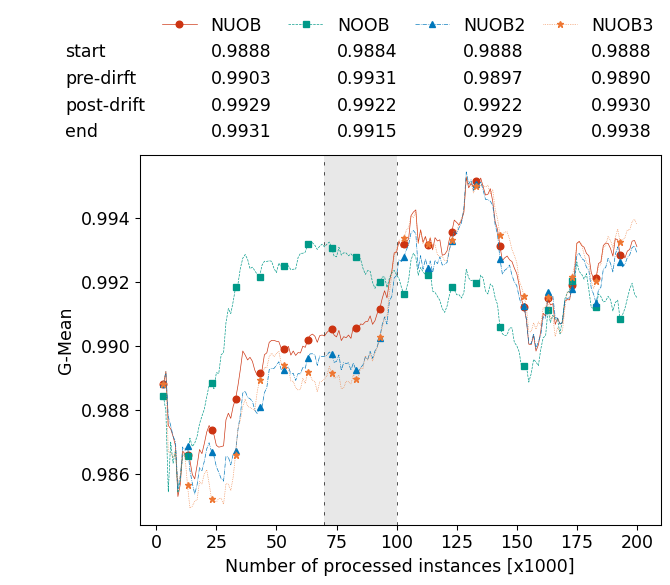 NUOB NOOB NUOB2 NUOB3
start 0.9888 0.9884 0.9888 0.9888
pre-dirft 0.9903 0.9931 0.9897 0.9890
post-drift 0.9929 0.9922 0.9922 0.9930
end 0.9931 0.9915 0.9929 0.9938
0.994
0.992
0.990
0.988
0.986
G-Mean
0 25 50 75 100 125 150 175 200
Number of processed instances [x1000]